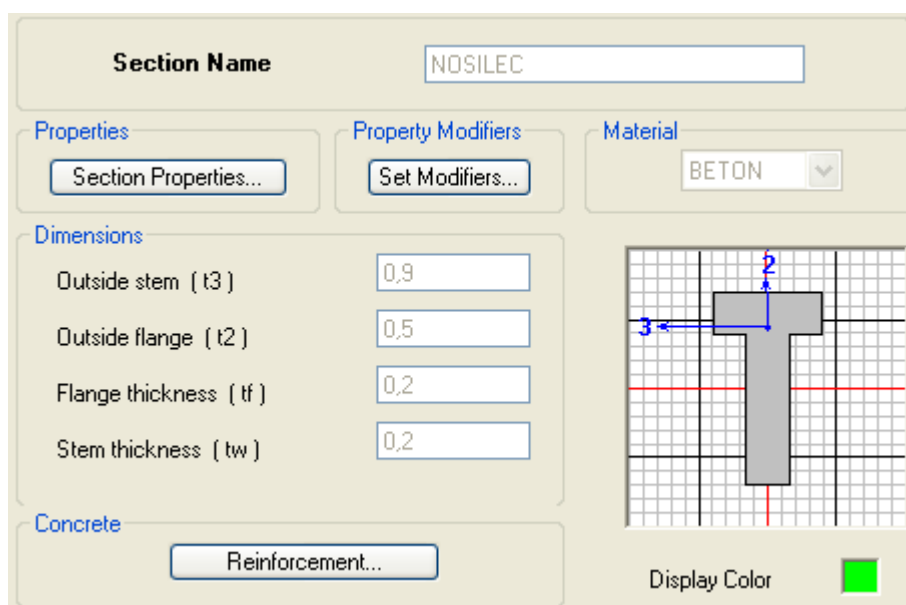 Section Name NOSILEC
Properties
Section Properties...
Property Modifiers
Set Modifiers...
Material
BETON
Dimensions
Outside stem ( t3 ) 0,9
Outside flange ( t2 ) 0,5
Flange thickness ( tf ) 0,2
Stem thickness ( tw ) 0,2
2
3
Concrete
Reinforcement...
Display Color